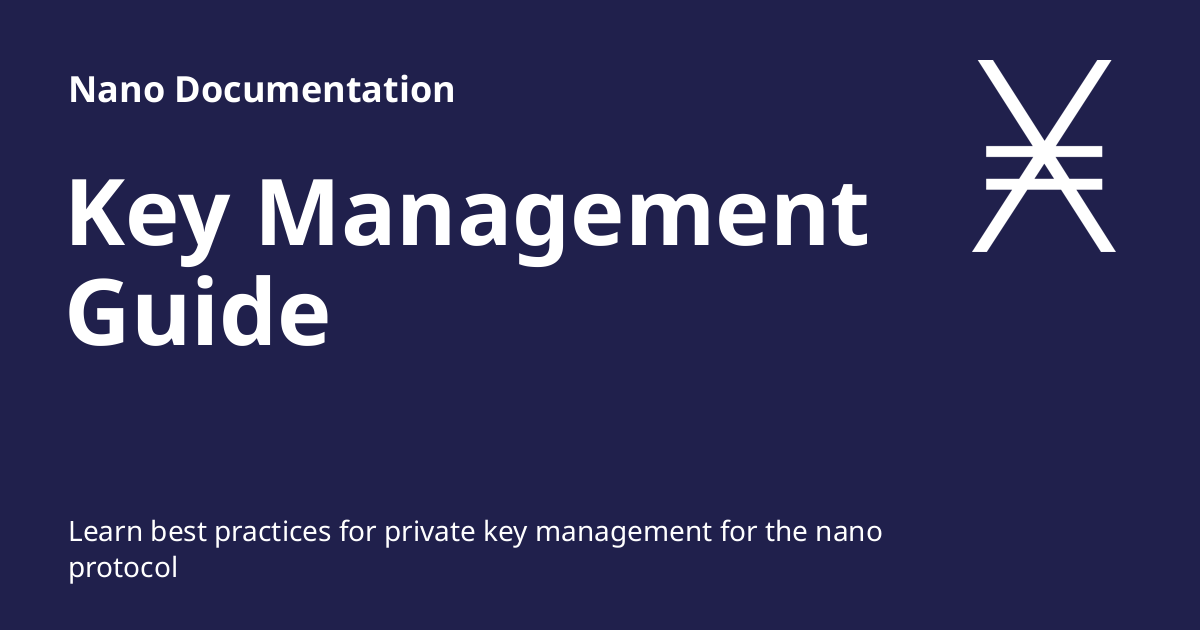 Nano Documentation
Key Management
Guide
Learn best practices for private key management for the nano
protocol